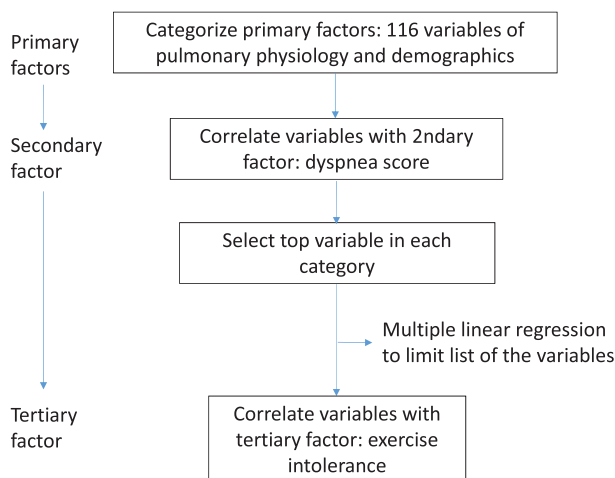 Primary
factors
Categorize primary factors: 116 variables of
pulmonary physiology and demographics
Secondary
factor
Correlate variables with 2ndary
factor: dyspnea score
Select top variable in each
category
Multiple linear regression
to limit list of the variables
Tertiary
factor
Correlate variables with
tertiary factor: exercise
intolerance